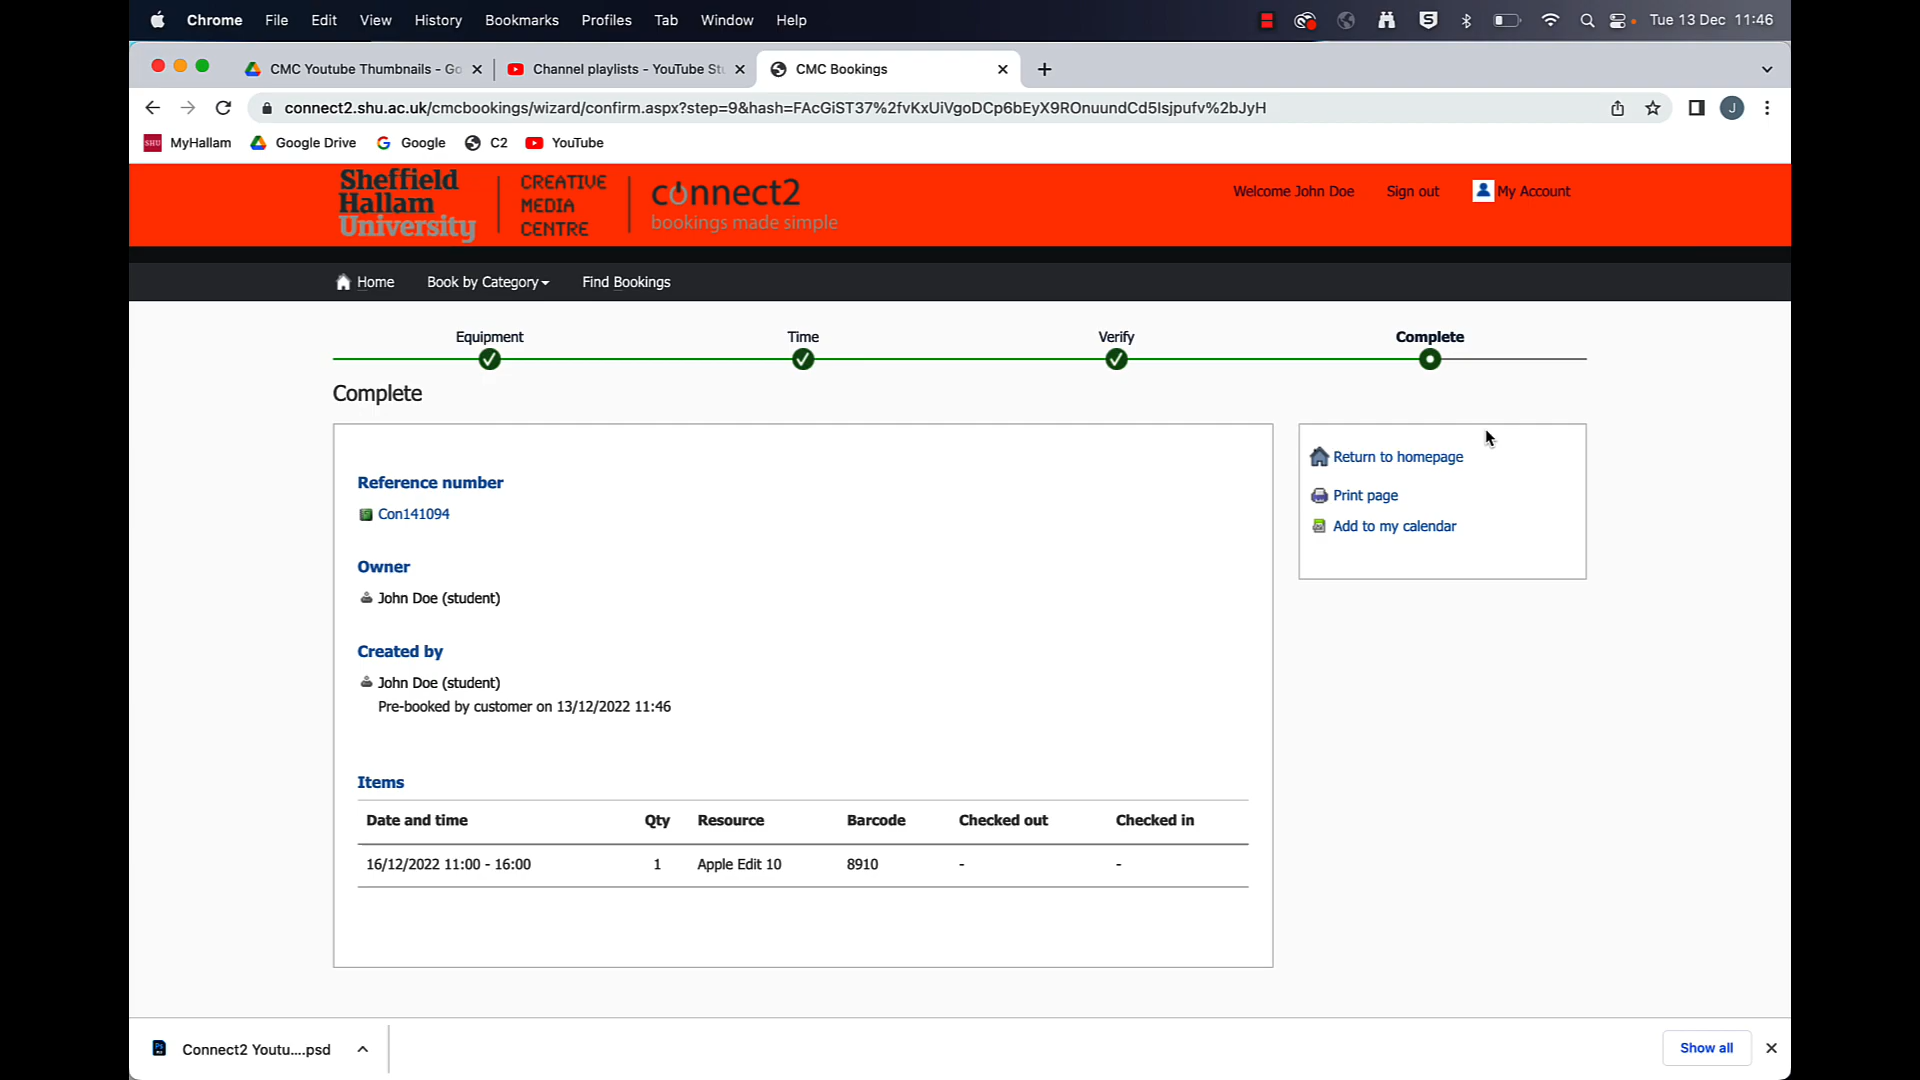 Chrome File Edit View History Bookmarks Profiles Tab Window Help Tue 13 Dec 11:46
CMC Youtube Thumbnails - Go Channel playlists - YouTube Stu CMC Bookings
connect2.shu.ac.uk/cmcbookings/wizard/confirm.aspx?step=9&hash=FAcGiST37%2fvKxUiVgoDCp6bEyX9ROnuundCd5Isjpufv%2bJyH J
SHU MyHallam Google Drive Google C2 YouTube
Sheffield
Hallam
University
CREATIVE
MEDIA
CENTRE
connect2
bookings made simple
Welcome John Doe Sign out My Account
Home Book by Category Find Bookings
Equipment Time Verify Complete
Complete
Reference number
Con141094
Owner
John Doe (student)
Created by
John Doe (student)
Pre-booked by customer on 13/12/2022 11:46
Items
Date and time Qty Resource Barcode Checked out Checked in
16/12/2022 11:00 - 16:00 1 Apple Edit 10 8910 - -
Return to homepage
Print page
Add to my calendar
Connect2 Youtu....psd Show all